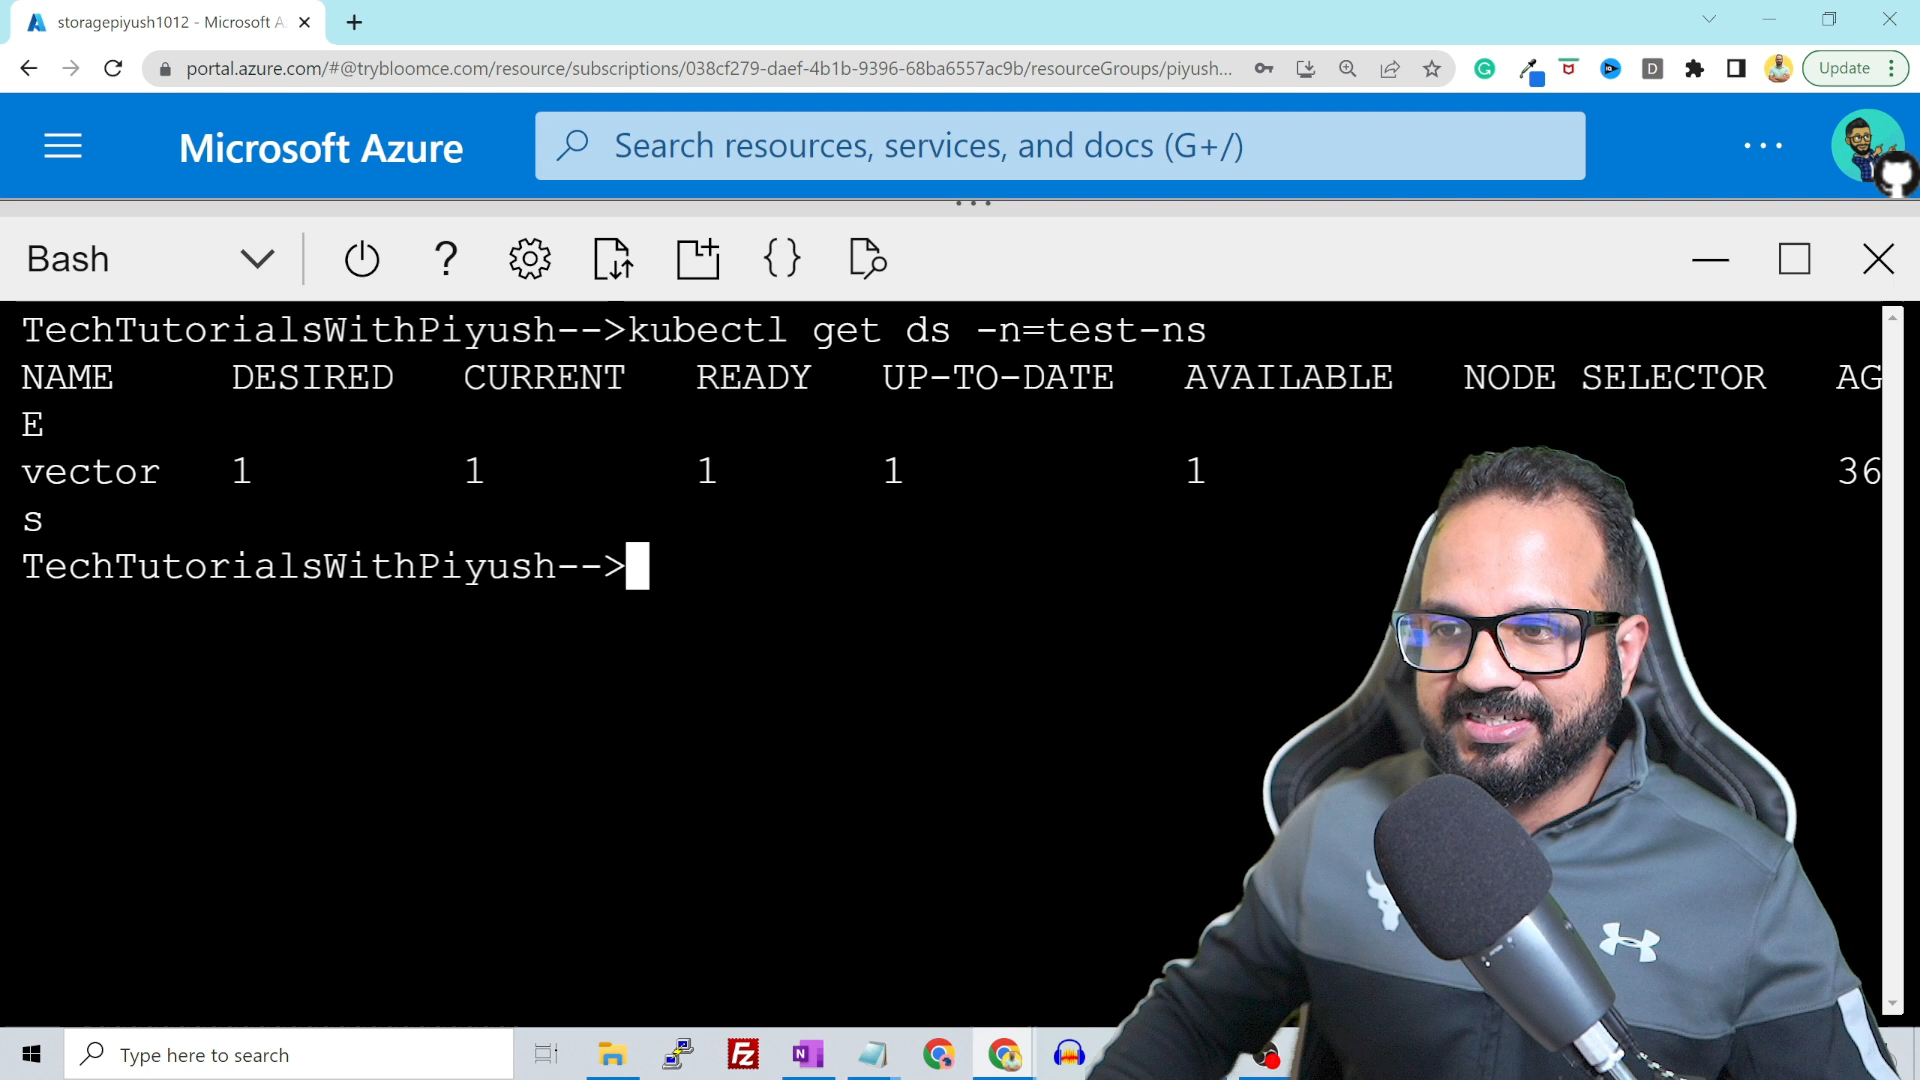 storagepiyush1012 - Microsoft A
portal.azure.com/#@trybloomce.com/resource/subscriptions/038cf279-daef-4b1b-9396-68ba6557ac9b/resourceGroups/piyush...
Update
Microsoft Azure
Search resources, services, and docs (G+/)
Bash
TechTutorialsWithPiyush-->kubectl get ds -n=test-ns
NAME DESIRED CURRENT READY UP-TO-DATE AVAILABLE NODE SELECTOR AG
E
vector 1 1 1 1 1 36
s
TechTutorialsWithPiyush-->
Type here to search